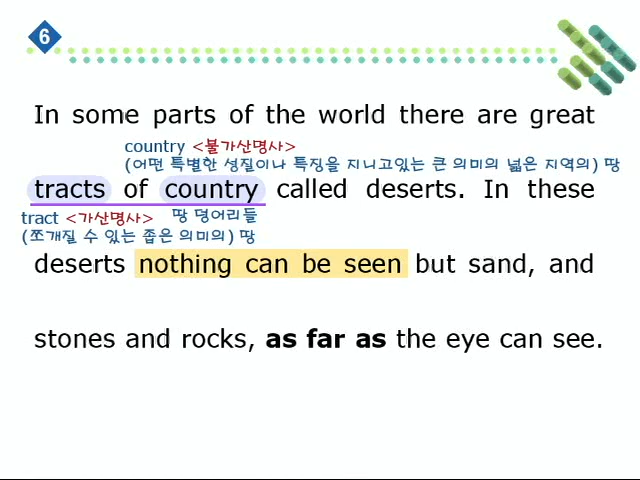 6
In some parts of the world there are great
country <불가산명사>
(어떤 특별한 성질이나 특징을 지니고있는 큰 의미의 넓은 지역의) 땅
tracts of country called deserts. In these
tract <가산명사> 땅 덩어리들
(쪼개질 수 있는 좁은 의미의) 땅
deserts nothing can be seen but sand, and
stones and rocks, as far as the eye can see.